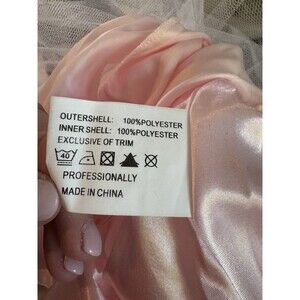 OUTERSHELL: 100%POLYESTER
INNER SHELL: 100%POLYESTER
EXCLUSIVE OF TRIM
40
PROFESSIONALLY
MADE IN CHINA